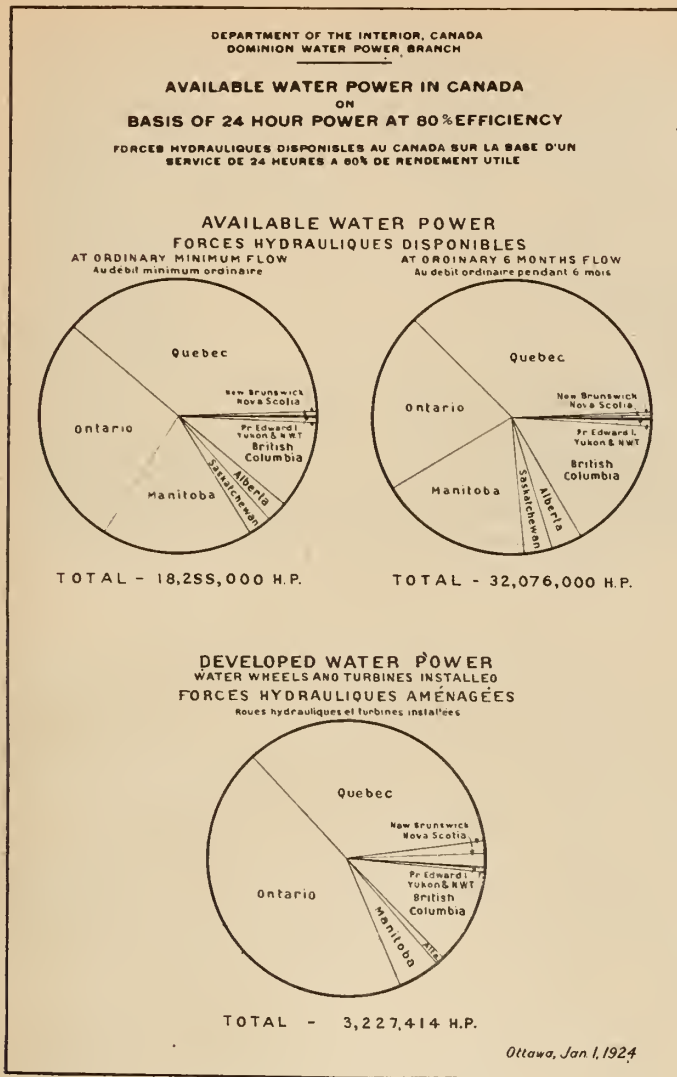 DEPARTMENT OF THE INTERIOR, CANADA
DOMINION WATER POWER BRANCH
AVAILABLE WATER POWER IN CANADA
ON
BASIS OF 24 HOUR POWER AT 80% EFFICIENCY
FORCES HYDRAULIQUES DISPONIBLES AU CANADA SUR LA BASE D'UN
SERVICE DE 24 HEURES A 80% DE RENDEMENT UTILE
AVAILABLE WATER POWER
FORCES HYDRAULIQUES DISPONIBLES
AT ORDINARY MINIMUM FLOW
Au débit minimum ordinaire
Quebec
New Brunswick
Nova Scotia
Ontario
Pr Edward I.
Yukon & NWT
British
Columbia
Alberta
Saskatchewan
Manitoba
TOTAL - 18,255,000 H.P.
AT ORDINARY 6 MONTHS FLOW
Au debit ordinaire pendant 6 mois
Quebec
New Brunswick
Nova Scotia
Ontario
Pr Edward I.
Yukon & NWT
British
Columbia
Alberta
Saskatchewan
Manitoba
TOTAL - 32,076,000 H.P.
DEVELOPED WATER POWER
WATER WHEELS AND TURBINES INSTALLED
FORCES HYDRAULIQUES AMÉNAGÉES
Roues hydrauliques et turbines installées
Quebec
New Brunswick
Nova Scotia
Pr Edward I.
Yukon & NWT
British
Columbia
Ontario
Manitoba
Alta
TOTAL - 3,227,414 H.P.
Ottawa, Jan. 1, 1924